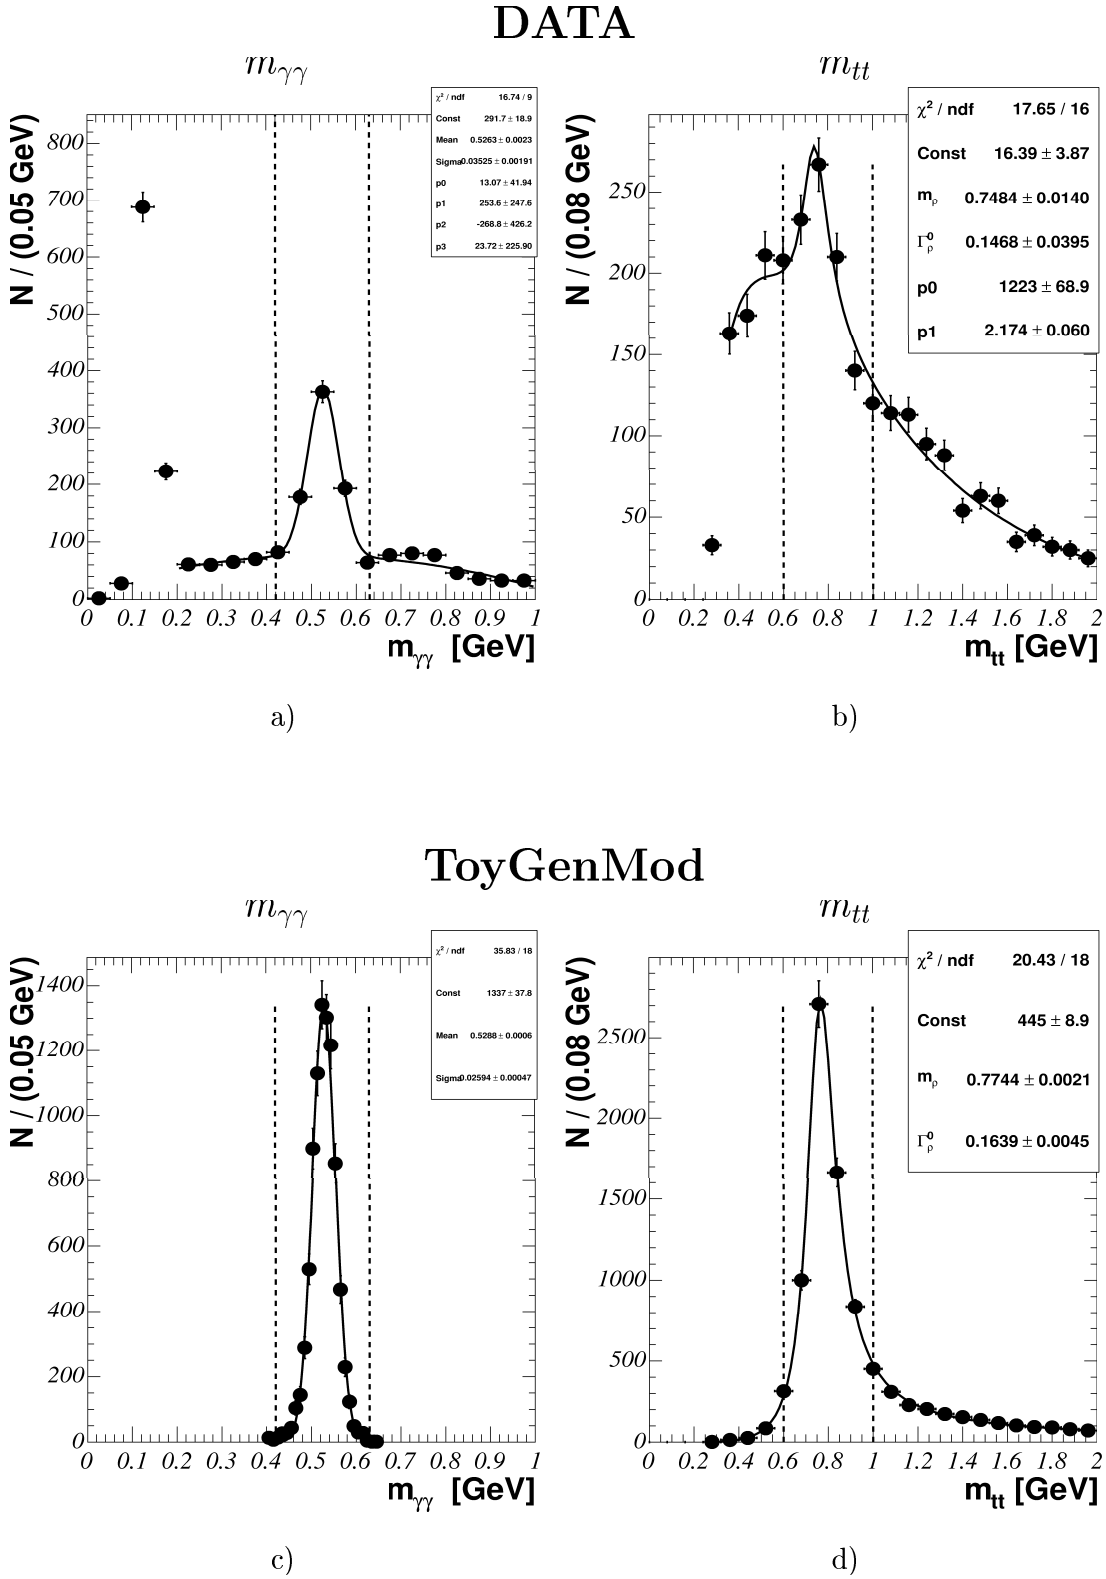 DATA
mγγ
mtt
N / (0.05 GeV)
800
700
600
500
400
300
200
100
0
χ² / ndf 16.74 / 9
Const 291.7 ± 18.9
Mean 0.5263 ± 0.0023
Sigma 0.03525 ± 0.00191
p0 13.07 ± 41.94
p1 253.6 ± 247.6
p2 -268.8 ± 426.2
p3 23.72 ± 225.90
0 0.1 0.2 0.3 0.4 0.5 0.6 0.7 0.8 0.9 1
mγγ [GeV]
a)
N / (0.08 GeV)
250
200
150
100
50
0
χ² / ndf 17.65 / 16
Const 16.39 ± 3.87
mρ 0.7484 ± 0.0140
Γρ⁰ 0.1468 ± 0.0395
p0 1223 ± 68.9
p1 2.174 ± 0.060
0 0.2 0.4 0.6 0.8 1 1.2 1.4 1.6 1.8 2
mtt [GeV]
b)
ToyGenMod
mγγ
mtt
N / (0.05 GeV)
1400
1200
1000
800
600
400
200
0
χ² / ndf 35.83 / 18
Const 1337 ± 37.8
Mean 0.5288 ± 0.0006
Sigma 0.02594 ± 0.00047
0 0.1 0.2 0.3 0.4 0.5 0.6 0.7 0.8 0.9 1
mγγ [GeV]
c)
N / (0.08 GeV)
2500
2000
1500
1000
500
0
χ² / ndf 20.43 / 18
Const 445 ± 8.9
mρ 0.7744 ± 0.0021
Γρ⁰ 0.1639 ± 0.0045
0 0.2 0.4 0.6 0.8 1 1.2 1.4 1.6 1.8 2
mtt [GeV]
d)